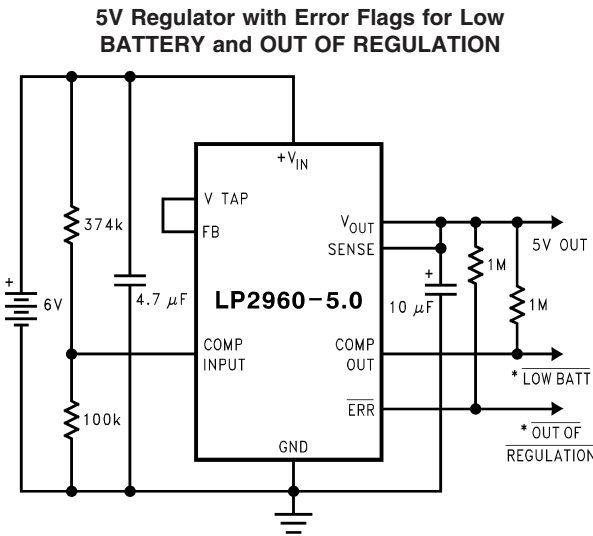 5V Regulator with Error Flags for Low
BATTERY and OUT OF REGULATION
+VIN
V TAP
FB
VOUT
SENSE
5V OUT
374k
1M
+
6V
4.7 μF
LP2960-5.0
+
10 μF
1M
COMP
INPUT
COMP
OUT
* LOW BATT
100k
ERR
* OUT OF
REGULATION
GND